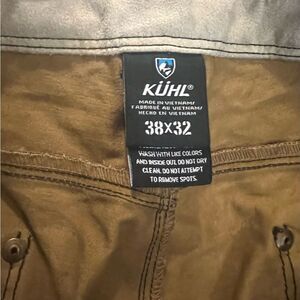 KÜHL®
MADE IN VIETNAM/
FABRIQUÉ AU VIETNAM/
HECHO EN VIETNAM
38X32
WASH WITH LIKE COLORS
AND INSIDE OUT. DO NOT DRY
CLEAN. DO NOT ATTEMPT
TO REMOVE SPOTS.